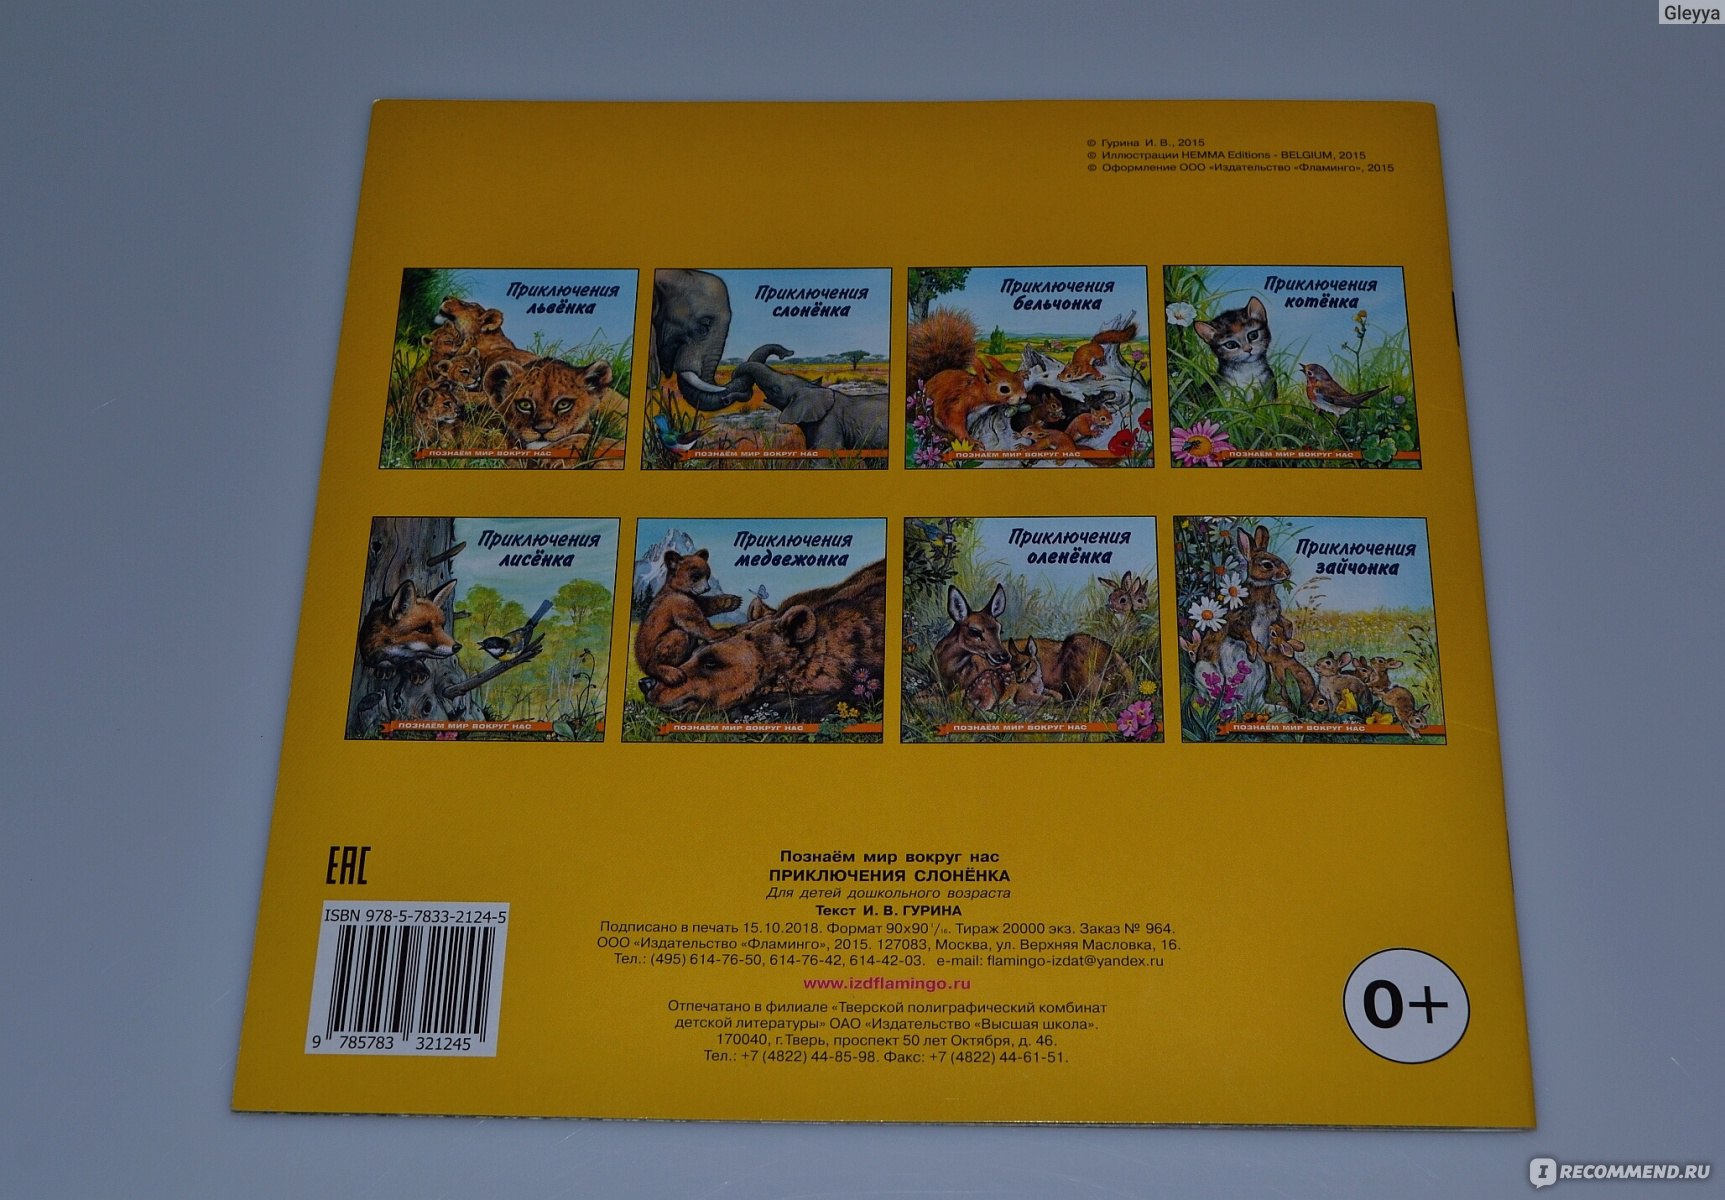 Gleyya
© Гурина И. В., 2015
© Иллюстрации HEMMA Editions - BELGIUM, 2015
© Оформление ООО «Издательство «Фламинго», 2015
Приключения
львёнка
ПОЗНАЁМ МИР ВОКРУГ НАС
Приключения
слонёнка
ПОЗНАЁМ МИР ВОКРУГ НАС
Приключения
бельчонка
ПОЗНАЁМ МИР ВОКРУГ НАС
Приключения
котёнка
ПОЗНАЁМ МИР ВОКРУГ НАС
Приключения
лисёнка
ПОЗНАЁМ МИР ВОКРУГ НАС
Приключения
медвежонка
ПОЗНАЁМ МИР ВОКРУГ НАС
Приключения
оленёнка
ПОЗНАЁМ МИР ВОКРУГ НАС
Приключения
зайчонка
ПОЗНАЁМ МИР ВОКРУГ НАС
EAC
ISBN 978-5-7833-2124-5
9 785783 321245
Познаём мир вокруг нас
ПРИКЛЮЧЕНИЯ СЛОНЁНКА
Для детей дошкольного возраста
Текст И. В. ГУРИНА
Подписано в печать 15.10.2018. Формат 90х90 1/16. Тираж 20000 экз. Заказ № 964.
ООО «Издательство «Фламинго», 2015. 127083, Москва, ул. Верхняя Масловка, 16.
Тел.: (495) 614-76-50, 614-76-42, 614-42-03. e-mail: flamingo-izdat@yandex.ru
www.izdflamingo.ru
Отпечатано в филиале «Тверской полиграфический комбинат
детской литературы» ОАО «Издательство «Высшая школа».
170040, г. Тверь, проспект 50 лет Октября, д. 46.
Тел.: +7 (4822) 44-85-98. Факс: +7 (4822) 44-61-51.
0+
IRECOMMEND.RU